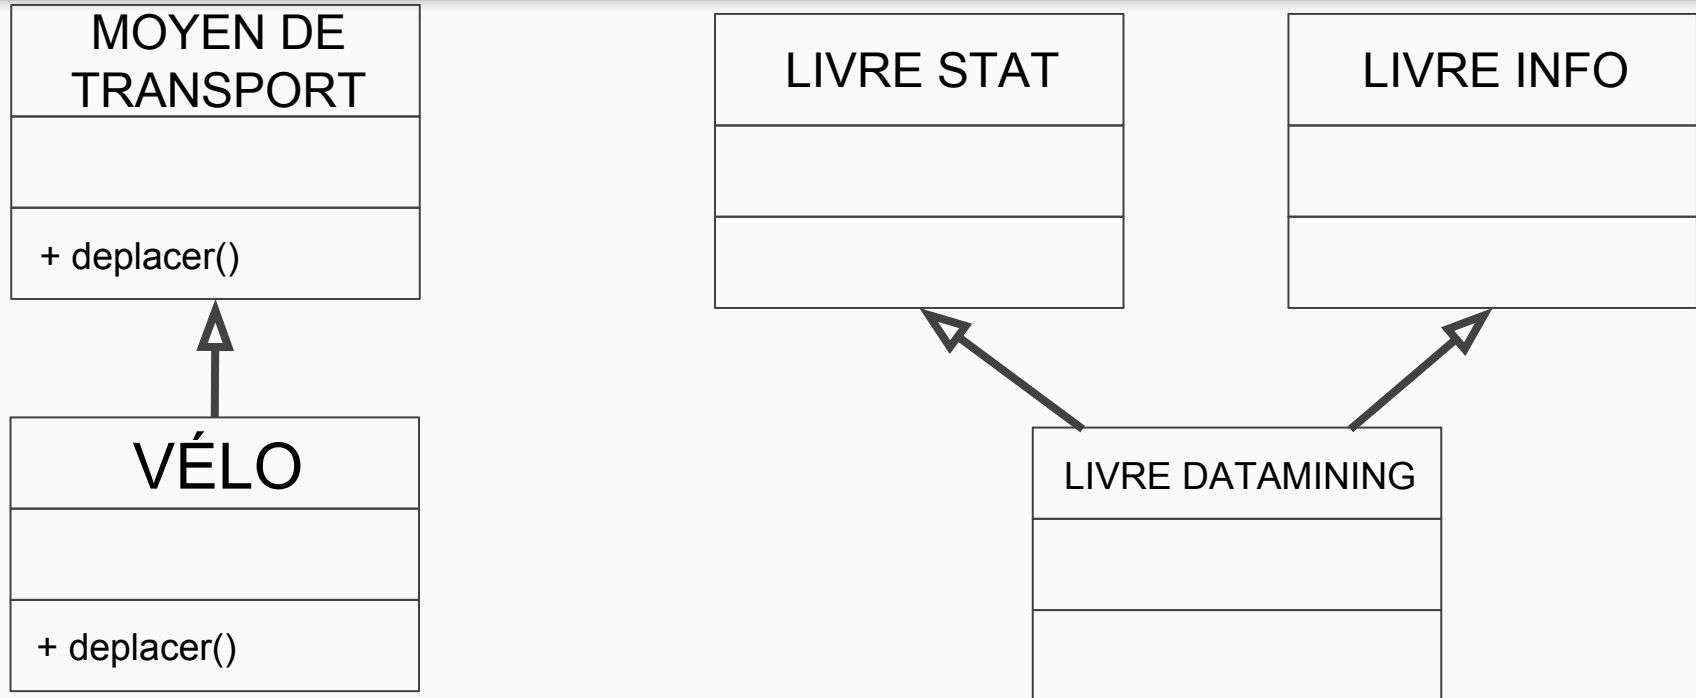 MOYEN DE
TRANSPORT
+ deplacer()
VÉLO
+ deplacer()
LIVRE STAT
LIVRE INFO
LIVRE DATAMINING